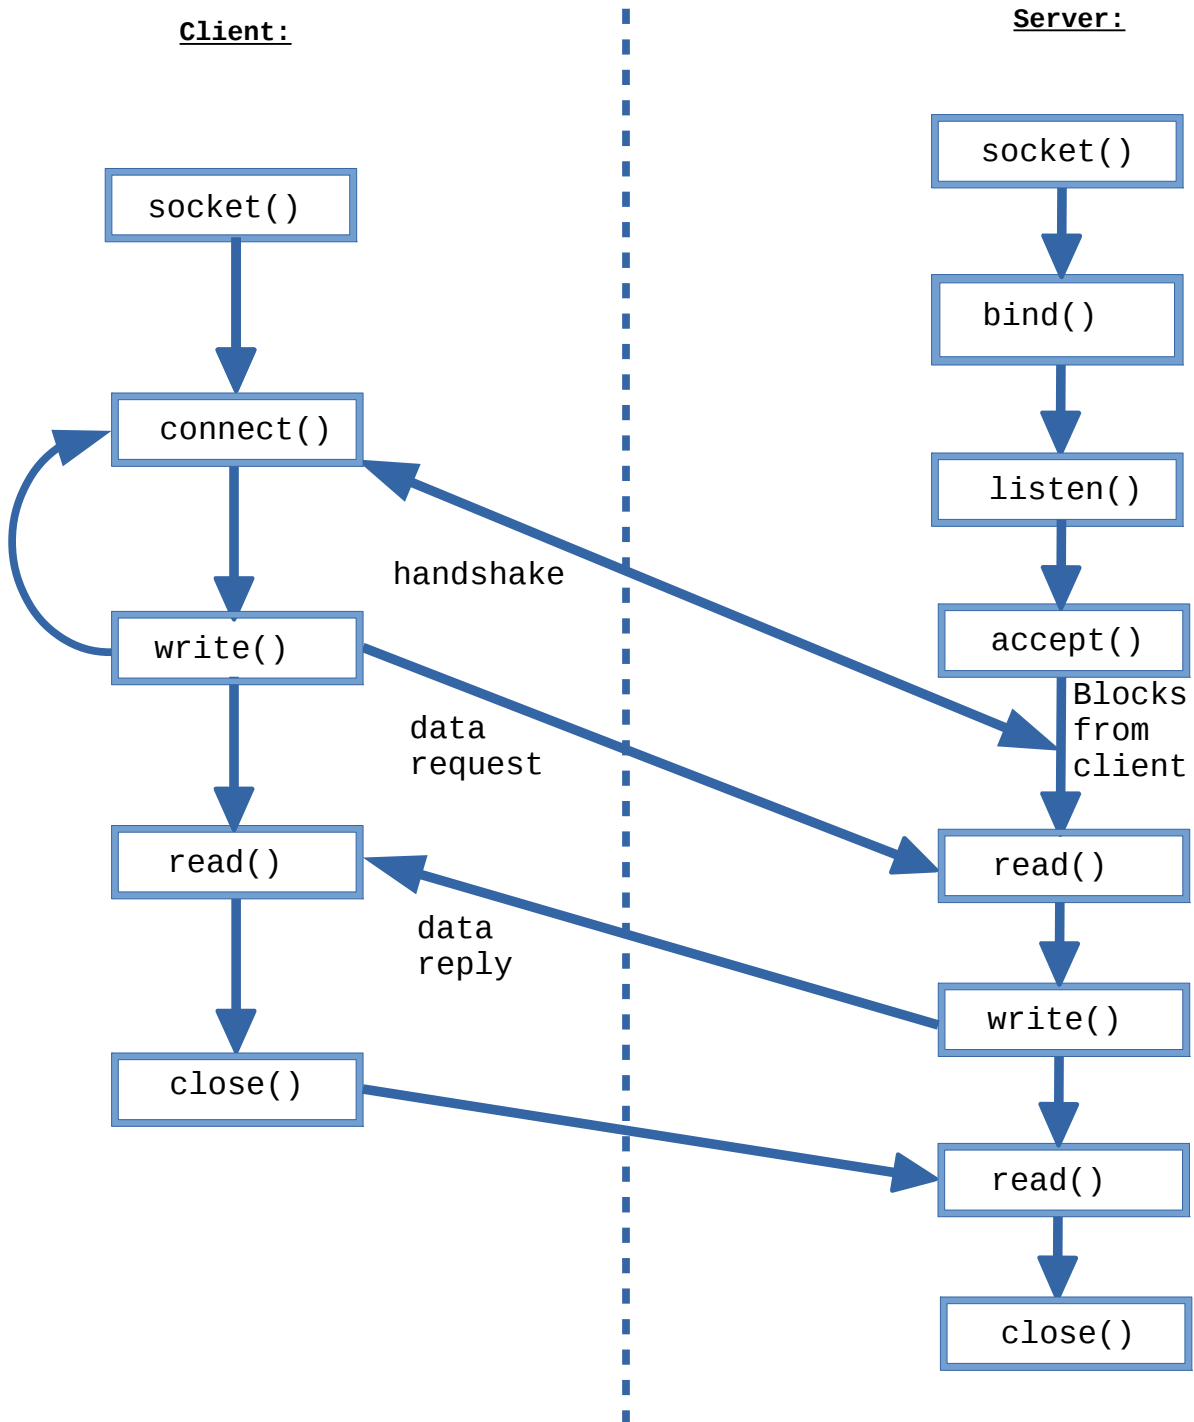 Client:
socket()
connect()
handshake
write()
data
request
read()
data
reply
close()
Server:
socket()
bind()
listen()
accept()
Blocks
from
client
read()
write()
read()
close()